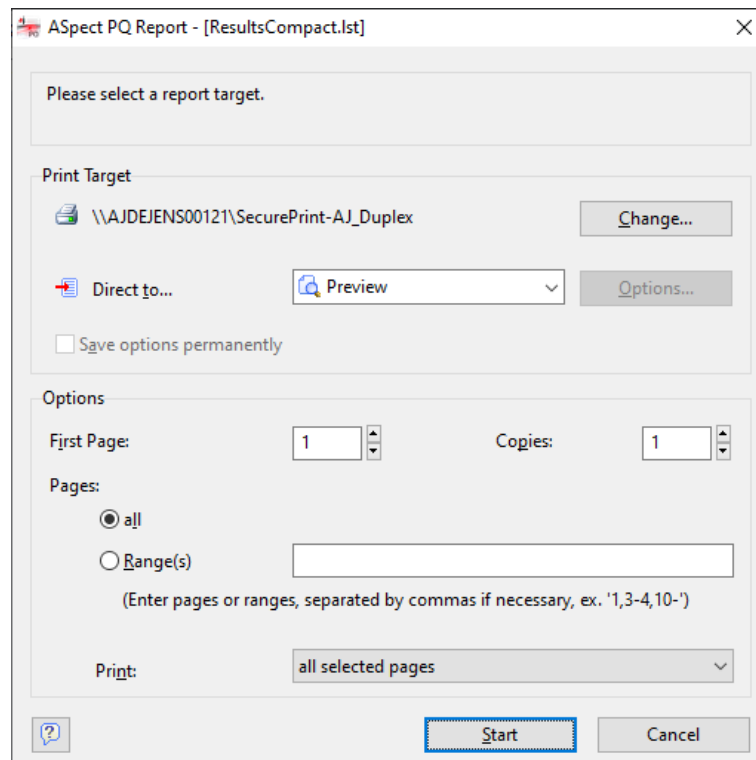 ASpect PQ Report - [ResultsCompact.lst]
Please select a report target.
Print Target
\\AJDEJENS00121\SecurePrint-AJ_Duplex
Change...
Direct to...
Preview
Options...
Save options permanently
Options
First Page:
1
Copies:
1
Pages:
all
Range(s)
(Enter pages or ranges, separated by commas if necessary, ex. '1,3-4,10-')
Print:
all selected pages
Start
Cancel